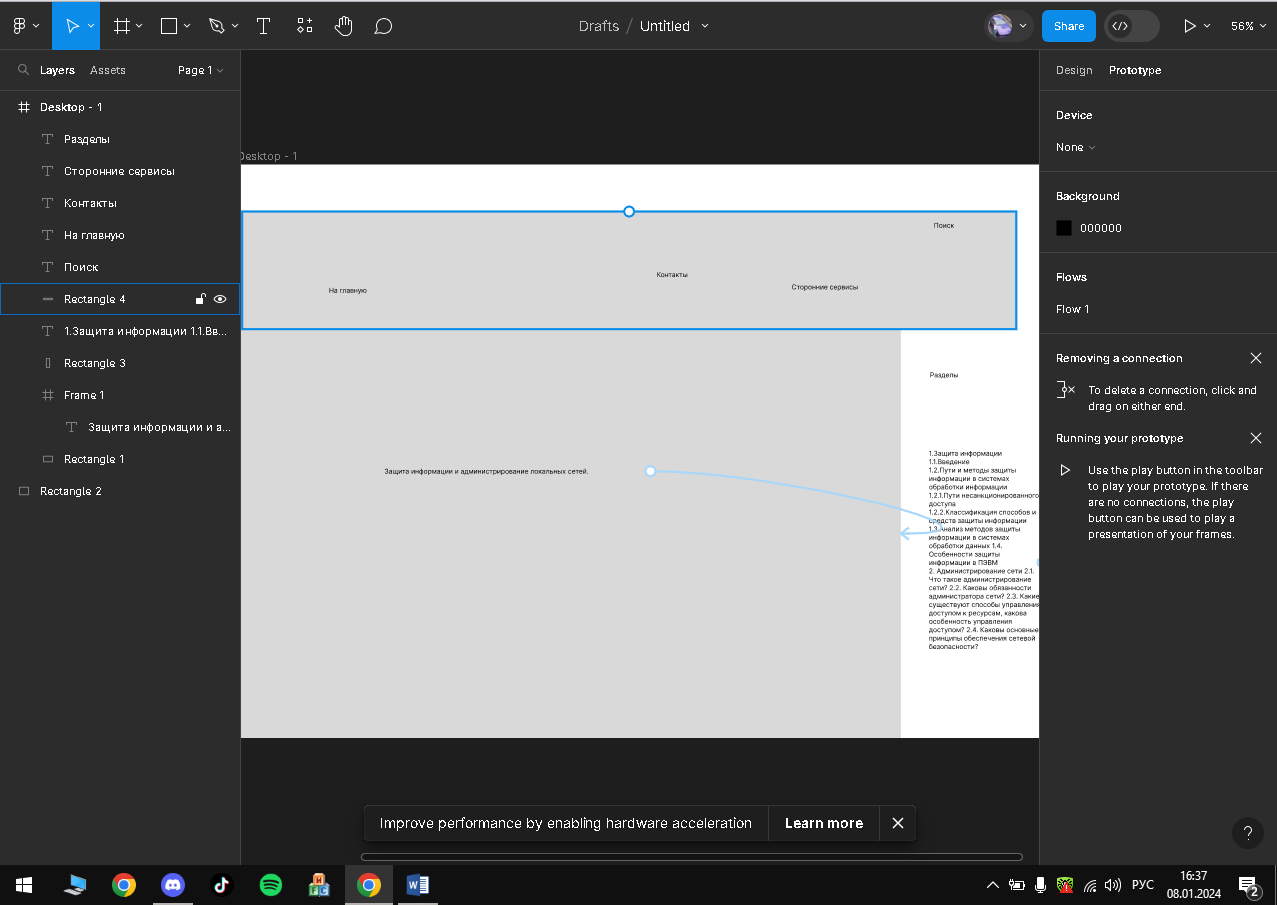 Drafts / Untitled
Share
56%
Layers
Assets
Page 1
Design
Prototype
Desktop - 1
Разделы
Сторонние сервисы
Контакты
На главную
Поиск
Rectangle 4
1.Защита информации 1.1.Вв...
Rectangle 3
Frame 1
Защита информации и а...
Rectangle 1
Rectangle 2
Desktop - 1
Поиск
Контакты
На главную
Сторонние сервисы
Разделы
Защита информации и администрирование локальных сетей.
1.Защита информации
1.1.Введение
1.2.Пути и методы защиты
информации в системах
обработки информации
1.2.1.Пути несанкционированного
доступа
1.2.2.Классификация способов и
средств защиты информации
1.3.Анализ методов защиты
информации в системах
обработки данных 1.4.
Особенности защиты
информации в ПЭВМ
2. Администрирование сети 2.1.
Что такое администрирование
сети? 2.2. Каковы обязанности
администратора сети? 2.3. Какие
существуют способы управления
доступом к ресурсам, какова
особенность управления
доступом? 2.4. Каковы основные
принципы обеспечения сетевой
безопасности?
Device
None
Background
000000
Flows
Flow 1
Removing a connection
To delete a connection, click and
drag on either end.
Running your prototype
Use the play button in the toolbar
to play your prototype. If there
are no connections, the play
button can be used to play a
presentation of your frames.
Improve performance by enabling hardware acceleration
Learn more
?
РУС
16:37
08.01.2024
2